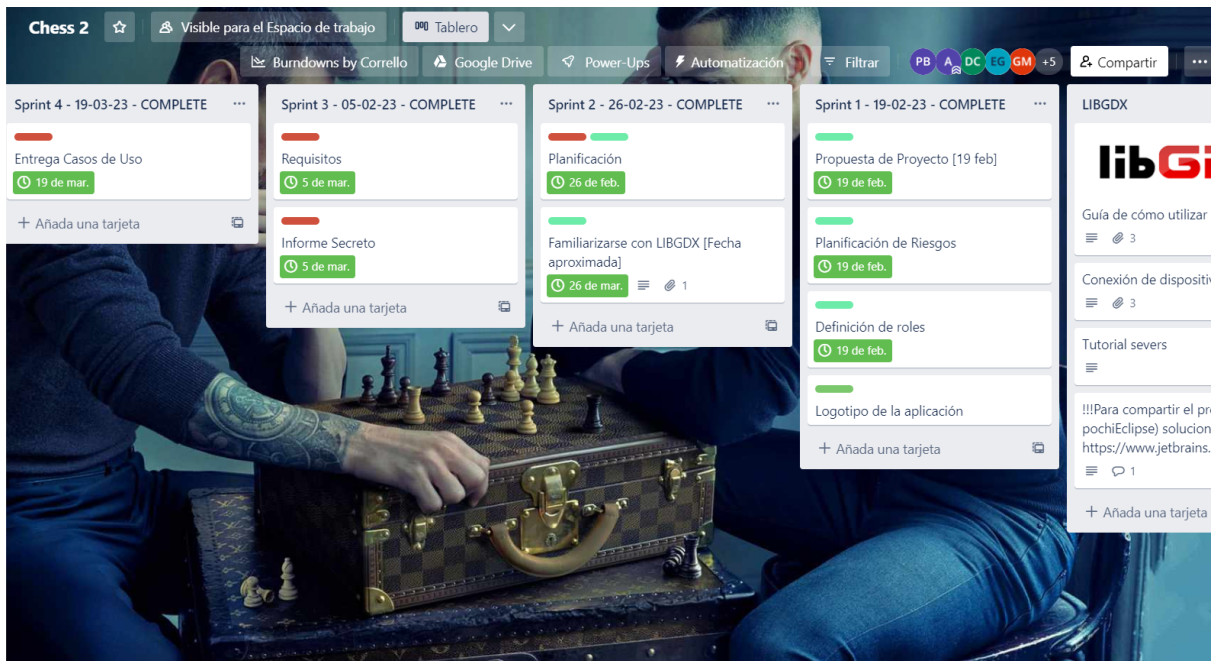 Chess 2
Visible para el Espacio de trabajo
Tablero
Burndowns by Corrello
Google Drive
Power-Ups
Automatización
Filtrar
PB
A
DC
EG
GM
+5
Compartir
Sprint 4 - 19-03-23 - COMPLETE
Entrega Casos de Uso
19 de mar.
+ Añada una tarjeta
Sprint 3 - 05-02-23 - COMPLETE
Requisitos
5 de mar.
Informe Secreto
5 de mar.
+ Añada una tarjeta
Sprint 2 - 26-02-23 - COMPLETE
Planificación
26 de feb.
Familiarizarse con LIBGDX [Fecha
aproximada]
26 de mar.
1
+ Añada una tarjeta
Sprint 1 - 19-02-23 - COMPLETE
Propuesta de Proyecto [19 feb]
19 de feb.
Planificación de Riesgos
19 de feb.
Definición de roles
19 de feb.
Logotipo de la aplicación
+ Añada una tarjeta
LIBGDX
Guía de cómo utilizar
3
Conexión de dispositiv
3
Tutorial severs
!!!Para compartir el pr
pochiEclipse) solucion
https://www.jetbrains.
1
+ Añada una tarjeta